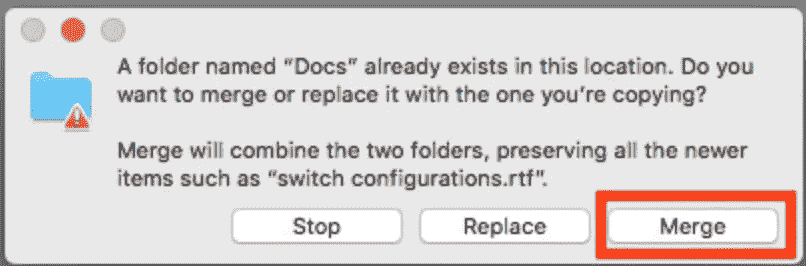 A folder named “Docs” already exists in this location. Do you
want to merge or replace it with the one you’re copying?
Merge will combine the two folders, preserving all the newer
items such as “switch configurations.rtf”.
Stop
Replace
Merge